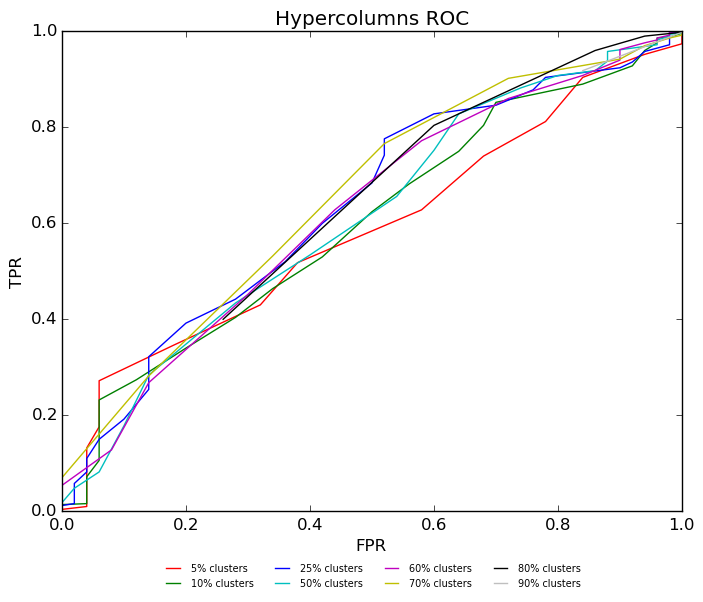 Hypercolumns ROC
1.0
0.8
0.6
0.4
0.2
0.0
TPR
0.0 0.2 0.4 0.6 0.8 1.0
FPR
5% clusters 25% clusters 60% clusters 80% clusters
10% clusters 50% clusters 70% clusters 90% clusters